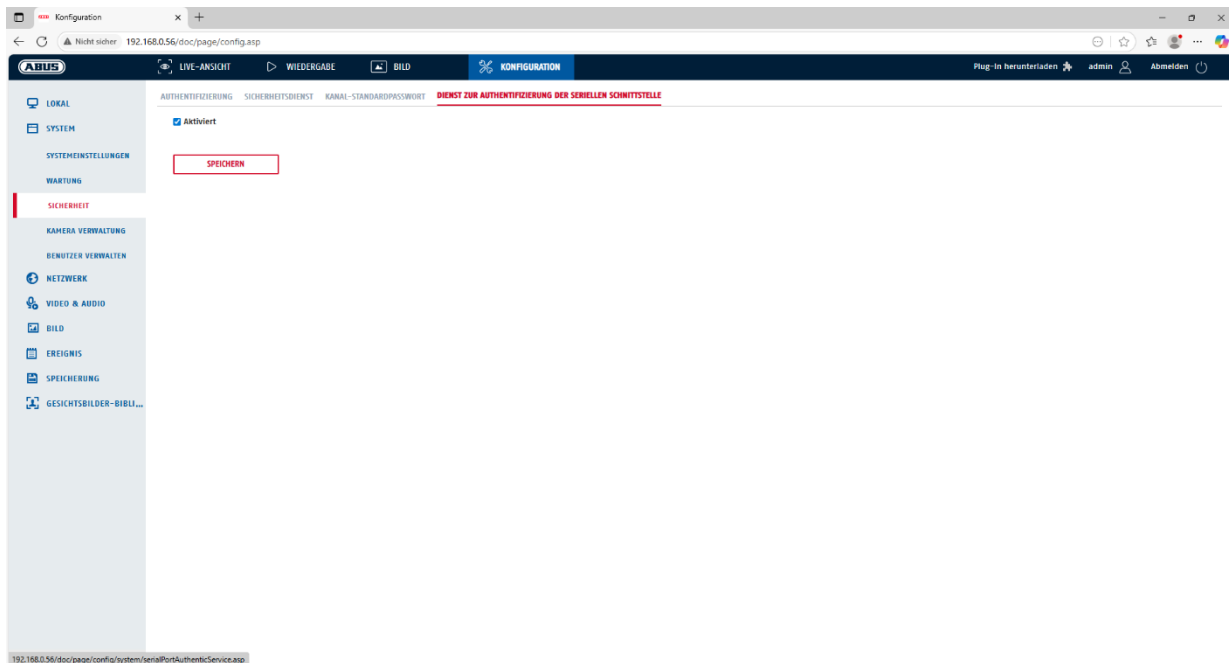 Konfiguration
Nicht sicher 192.168.0.56/doc/page/config.asp
ABUS LIVE-ANSICHT WIEDERGABE BILD KONFIGURATION Plug-In herunterladen admin Abmelden
AUTHENTIFIZIERUNG SICHERHEITSDIENST KANAL-STANDARDPASSWORT DIENST ZUR AUTHENTIFIZIERUNG DER SERIELLEN SCHNITTSTELLE
LOKAL
Aktiviert
SYSTEM
SYSTEMEINSTELLUNGEN
SPEICHERN
WARTUNG
SICHERHEIT
KAMERA VERWALTUNG
BENUTZER VERWALTEN
NETZWERK
VIDEO & AUDIO
BILD
EREIGNIS
SPEICHERUNG
GESICHTSBILDER-BIBLI...
192.168.0.56/doc/page/config/system/serialPortAuthenticService.asp